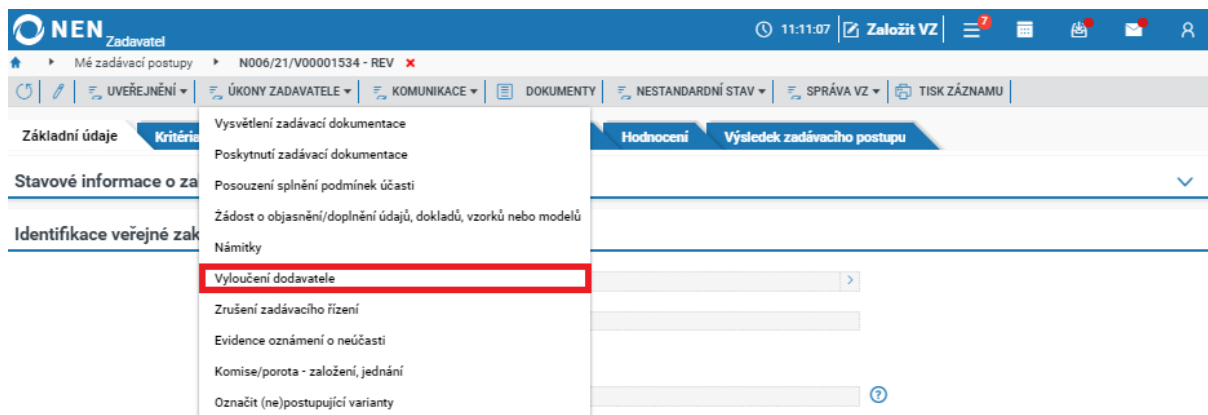 NEN Zadavatel 11:11:07 Založit VZ 7
Mé zadávací postupy N006/21/V00001534 - REV
UVEŘEJNĚNÍ ÚKONY ZADAVATELE KOMUNIKACE DOKUMENTY NESTANDARDNÍ STAV SPRÁVA VZ TISK ZÁZNAMU
Základní údaje Kritéria Hodnocení Výsledek zadávacího postupu
Vysvětlení zadávací dokumentace
Poskytnutí zadávací dokumentace
Stavové informace o za
Posouzení splnění podmínek účasti
Žádost o objasnění/doplnění údajů, dokladů, vzorků nebo modelů
Identifikace veřejné zak
Námitky
Vyloučení dodavatele
Zrušení zadávacího řízení
Evidence oznámení o neúčasti
Komise/porota - založení, jednání
Označit (ne)postupující varianty